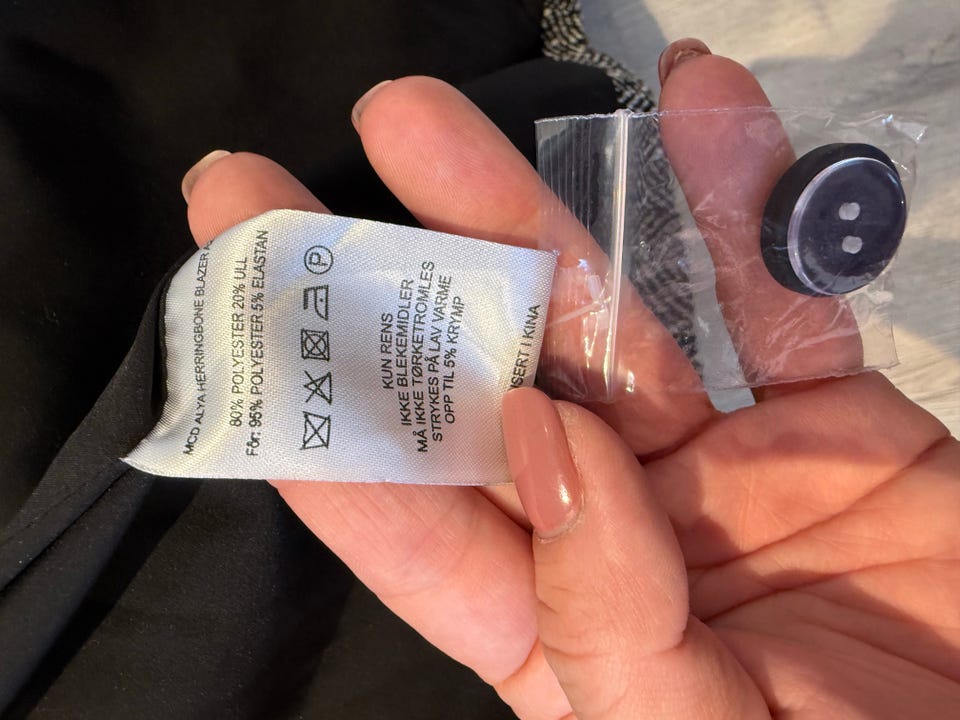 MCD ALYA HERRINGBONE BLAZER
80% POLYESTER 20% ULL
Fôr: 95% POLYESTER 5% ELASTAN
P
KUN RENS
IKKE BLEKEMIDLER
MÅ IKKE TØRKETROMLES
STRYKES PÅ LAV VARME
OPP TIL 5% KRYMP
I KINA